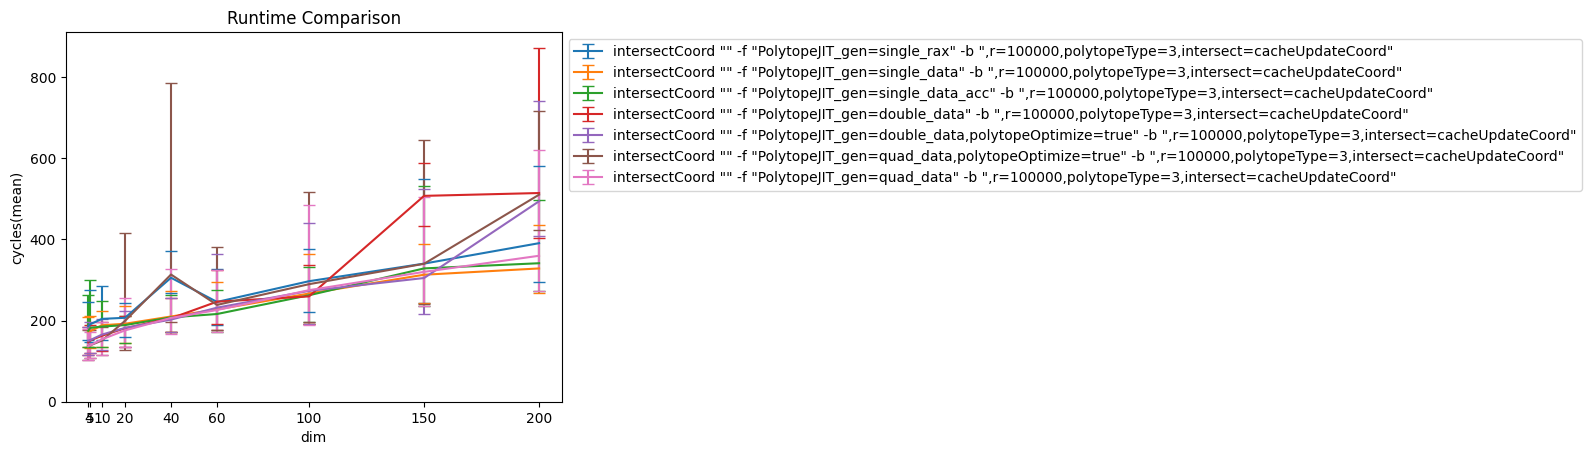 Runtime Comparison
intersectCoord "" -f "PolytopeJIT_gen=single_rax" -b ",r=100000,polytopeType=3,intersect=cacheUpdateCoord"
intersectCoord "" -f "PolytopeJIT_gen=single_data" -b ",r=100000,polytopeType=3,intersect=cacheUpdateCoord"
intersectCoord "" -f "PolytopeJIT_gen=single_data_acc" -b ",r=100000,polytopeType=3,intersect=cacheUpdateCoord"
intersectCoord "" -f "PolytopeJIT_gen=double_data" -b ",r=100000,polytopeType=3,intersect=cacheUpdateCoord"
intersectCoord "" -f "PolytopeJIT_gen=double_data,polytopeOptimize=true" -b ",r=100000,polytopeType=3,intersect=cacheUpdateCoord"
intersectCoord "" -f "PolytopeJIT_gen=quad_data,polytopeOptimize=true" -b ",r=100000,polytopeType=3,intersect=cacheUpdateCoord"
intersectCoord "" -f "PolytopeJIT_gen=quad_data" -b ",r=100000,polytopeType=3,intersect=cacheUpdateCoord"
cycles(mean)
800
600
400
200
0
4 5 10 20 40 60 100 150 200
dim